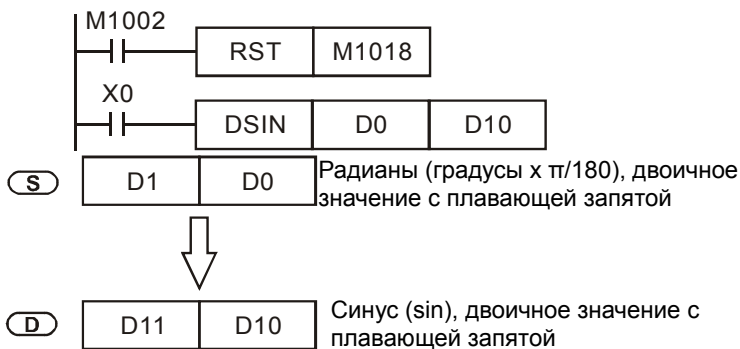 M1002
RST M1018
X0
DSIN D0 D10
S D1 D0 Радианы (градусы x π/180), двоичное
значение с плавающей запятой
D D11 D10 Синус (sin), двоичное значение с
плавающей запятой